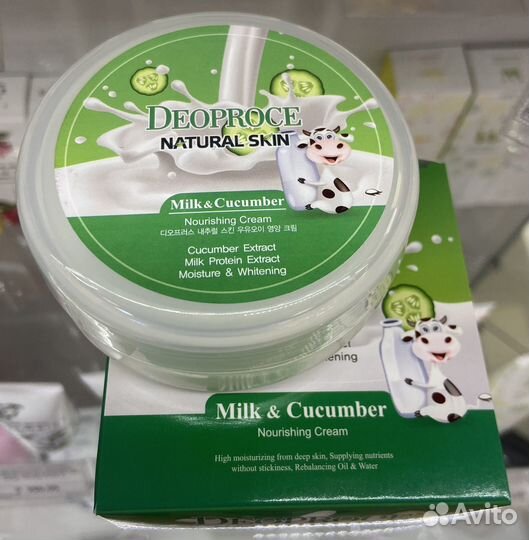 DEOPROCE
NATURAL SKIN
Milk & Cucumber
Nourishing Cream
디오프러스 내추럴 스킨 우유오이 영양 크림
Cucumber Extract
Milk Protein Extract
Moisture & Whitening
Milk & Cucumber
Nourishing Cream
High moisturizing from deep skin, Supplying nutrients
without stickiness, Rebalancing Oil & Water
DEOPROCE
Avito